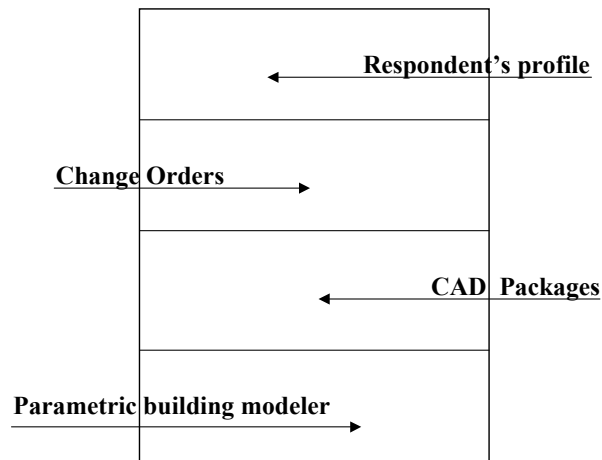 Respondent’s profile
Change Orders
CAD Packages
Parametric building modeler